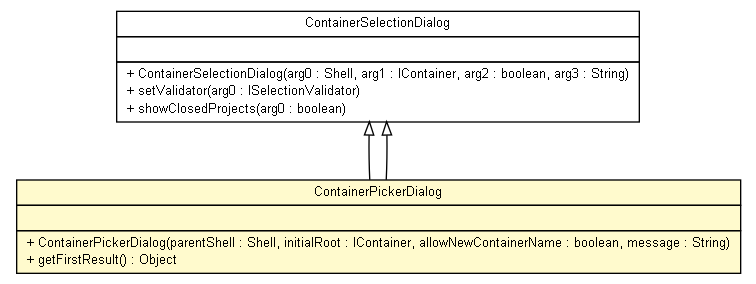 ContainerSelectionDialog
+ ContainerSelectionDialog(arg0 : Shell, arg1 : IContainer, arg2 : boolean, arg3 : String)
+ setValidator(arg0 : ISelectionValidator)
+ showClosedProjects(arg0 : boolean)
ContainerPickerDialog
+ ContainerPickerDialog(parentShell : Shell, initialRoot : IContainer, allowNewContainerName : boolean, message : String)
+ getFirstResult() : Object